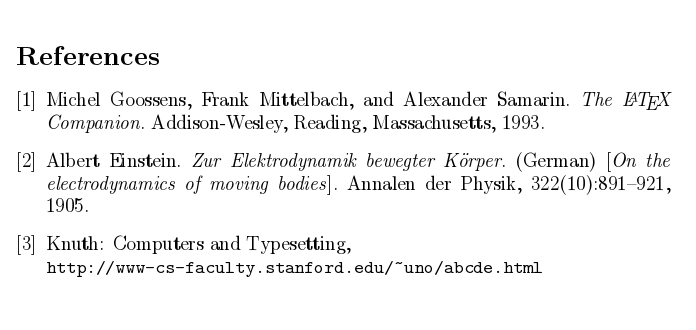 References
[1] Michel Goossens, Frank Mittelbach, and Alexander Samarin. The LATEX
Companion. Addison-Wesley, Reading, Massachusetts, 1993.
[2] Albert Einstein. Zur Elektrodynamik bewegter Körper. (German) [On the
electrodynamics of moving bodies]. Annalen der Physik, 322(10):891–921,
1905.
[3] Knuth: Computers and Typesetting,
http://www-cs-faculty.stanford.edu/~uno/abcde.html